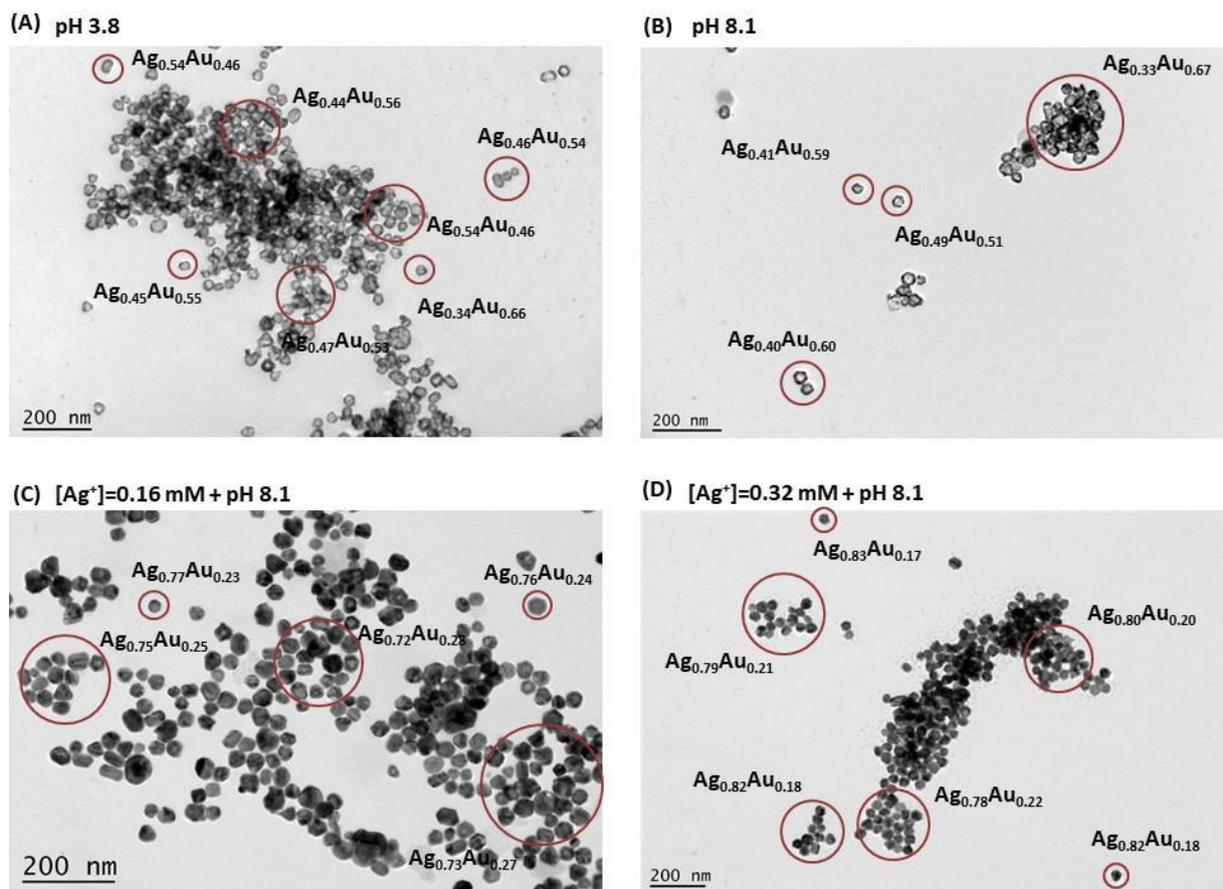 (A) pH 3.8
Ag0.54Au0.46
Ag0.44Au0.56
Ag0.46Au0.54
Ag0.54Au0.46
Ag0.45Au0.55
Ag0.34Au0.66
Ag0.47Au0.53
200 nm
(B) pH 8.1
Ag0.33Au0.67
Ag0.41Au0.59
Ag0.49Au0.51
Ag0.40Au0.60
200 nm
(C) [Ag⁺]=0.16 mM + pH 8.1
Ag0.77Au0.23
Ag0.76Au0.24
Ag0.75Au0.25
Ag0.72Au0.28
Ag0.73Au0.27
200 nm
(D) [Ag⁺]=0.32 mM + pH 8.1
Ag0.83Au0.17
Ag0.80Au0.20
Ag0.79Au0.21
Ag0.82Au0.18
Ag0.78Au0.22
Ag0.82Au0.18
200 nm